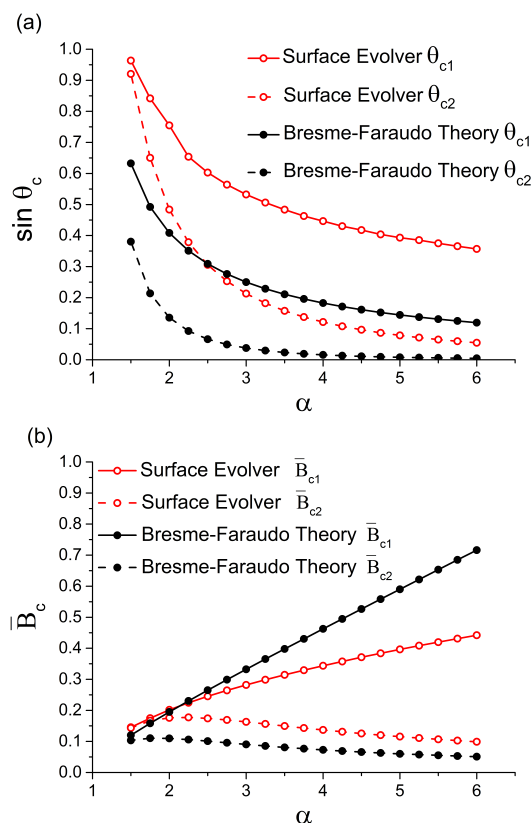 (a)
1.0
0.9
0.8
0.7
0.6
0.5
0.4
0.3
0.2
0.1
0.0
sin θc
Surface Evolver θc1
Surface Evolver θc2
Bresme-Faraudo Theory θc1
Bresme-Faraudo Theory θc2
1 2 3 4 5 6
α
(b)
1.0
0.9
0.8
0.7
0.6
0.5
0.4
0.3
0.2
0.1
0.0
B̅c
Surface Evolver B̅c1
Surface Evolver B̅c2
Bresme-Faraudo Theory B̅c1
Bresme-Faraudo Theory B̅c2
1 2 3 4 5 6
α